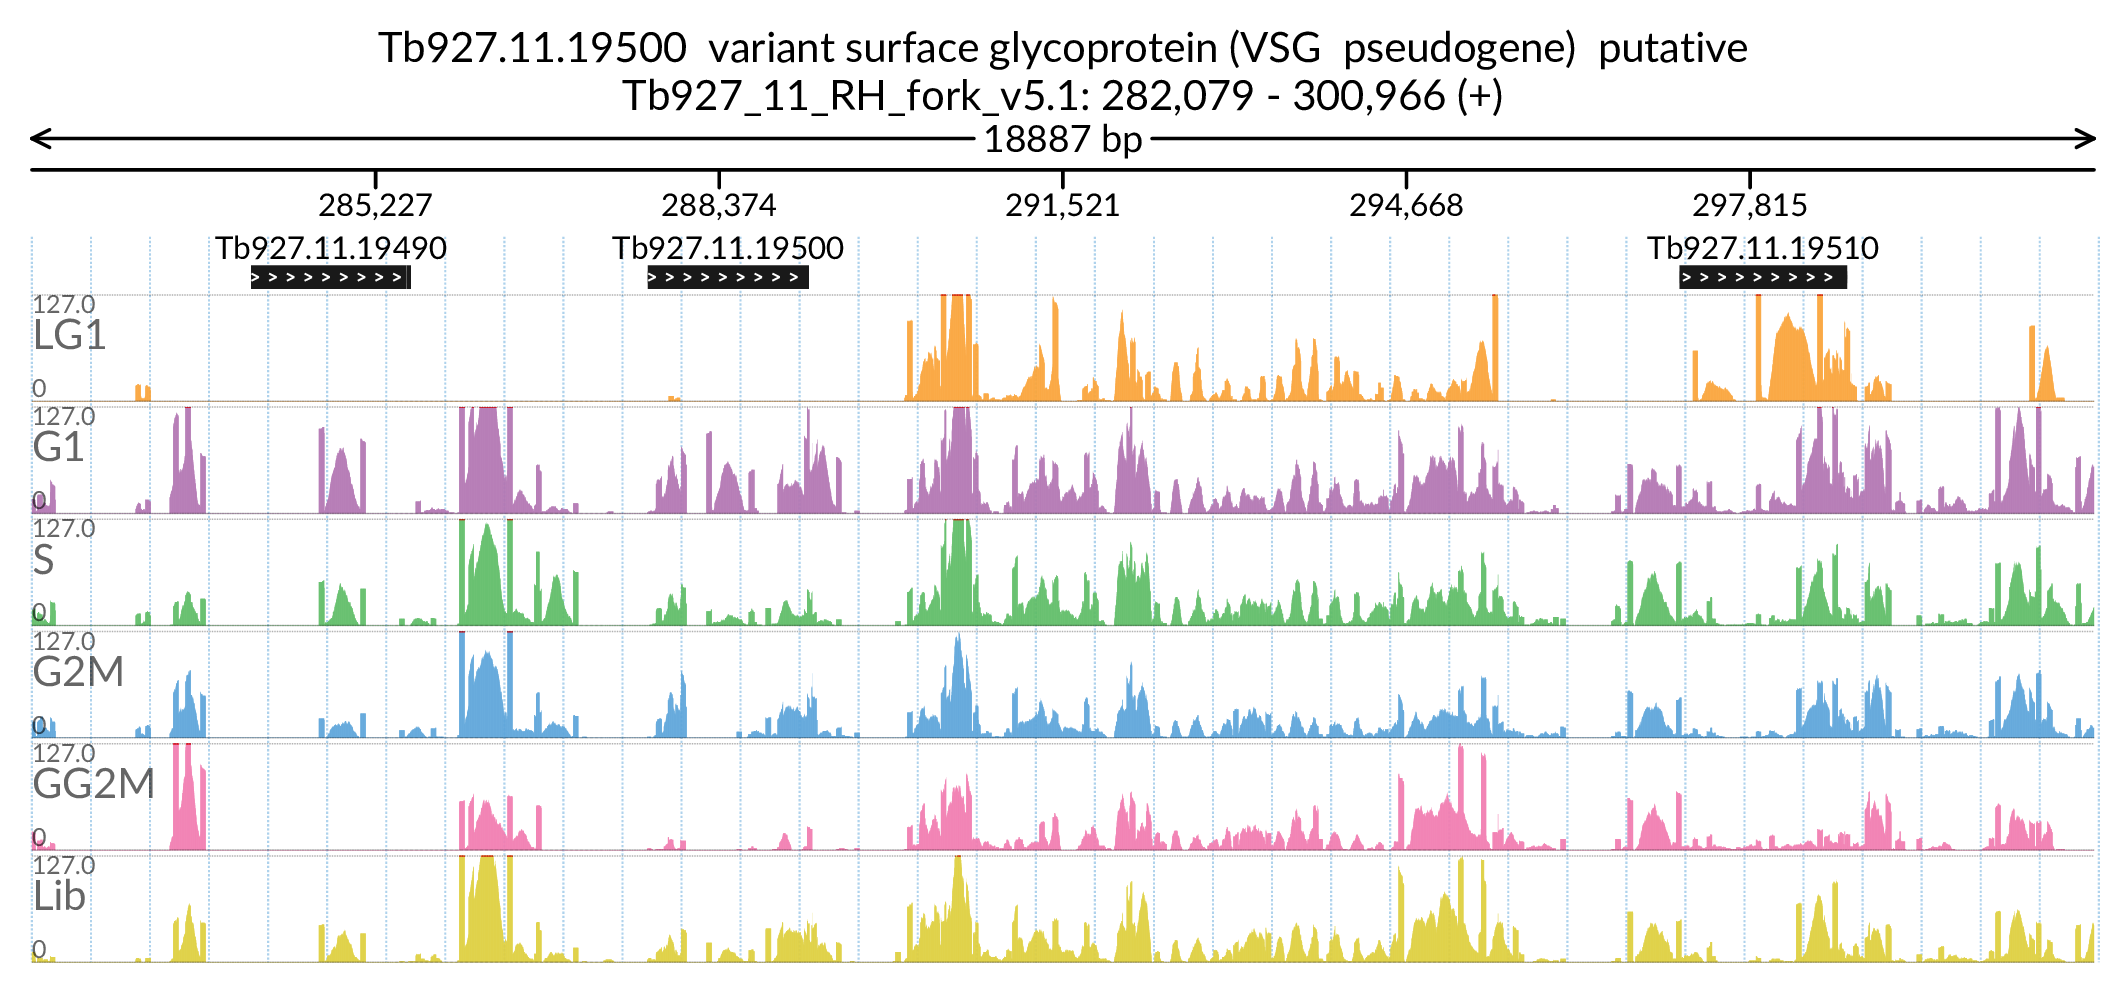 Tb927.11.19500 variant surface glycoprotein (VSG pseudogene) putative
Tb927_11_RH_fork_v5.1: 282,079 - 300,966 (+)
18887 bp
285,227 288,374 291,521 294,668 297,815
Tb927.11.19490 Tb927.11.19500 Tb927.11.19510
127.0
LG1
0
127.0
G1
0
127.0
S
0
127.0
G2M
0
127.0
GG2M
0
127.0
Lib
0